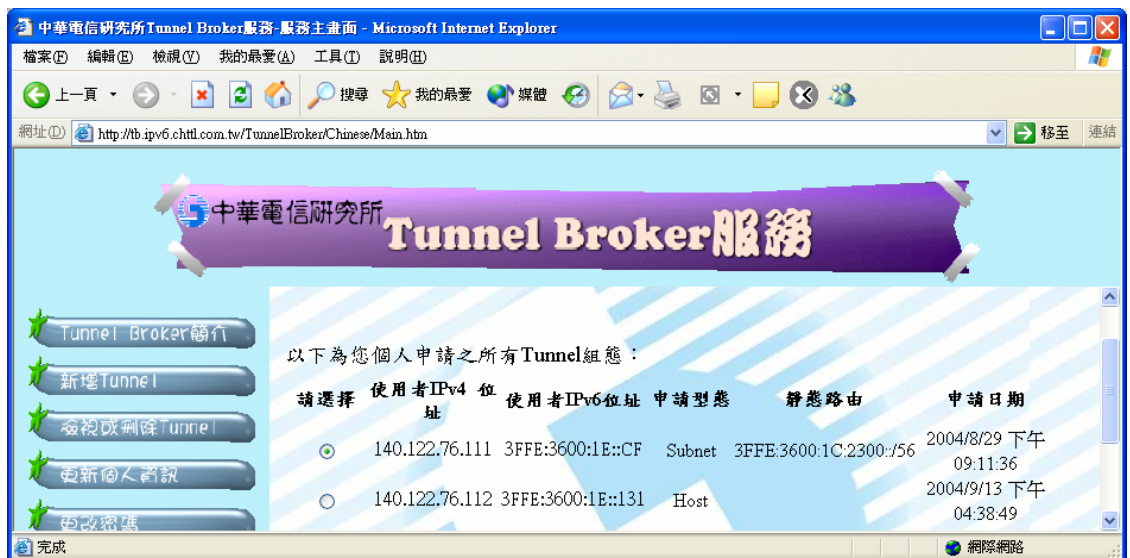 中華電信研究所Tunnel Broker服務-服務主畫面 - Microsoft Internet Explorer
檔案(F) 編輯(E) 檢視(V) 我的最愛(A) 工具(T) 說明(H)
上一頁 搜尋 我的最愛 媒體
網址(D) http://tb.ipv6.chttl.com.tw/TunnelBroker/Chinese/Main.htm 移至 連結
中華電信研究所
Tunnel Broker服務
Tunnel Broker簡介
新增Tunnel
檢視或刪除Tunnel
更新個人資訊
更改密碼
以下為您個人申請之所有Tunnel組態：
請選擇 使用者IPv4 位址 使用者IPv6位址 申請型態 靜態路由 申請日期
140.122.76.111 3FFE:3600:1E::CF Subnet 3FFE:3600:1C:2300::/56 2004/8/29 下午 09:11:36
140.122.76.112 3FFE:3600:1E::131 Host 2004/9/13 下午 04:38:49
完成 網際網路